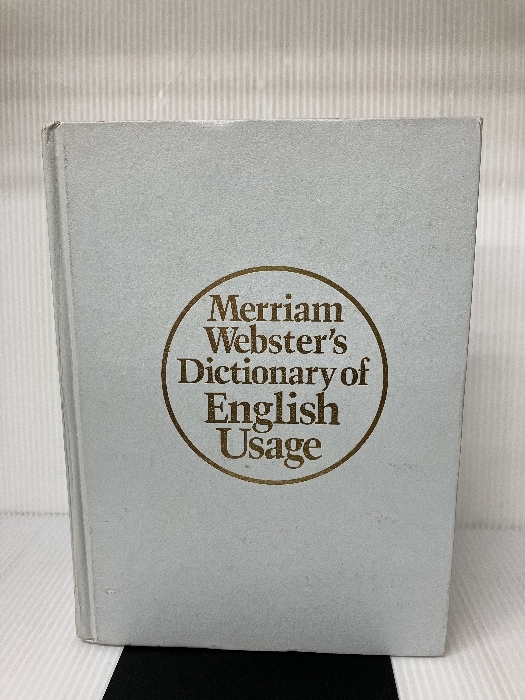 Merriam
Webster's
Dictionary of
English
Usage